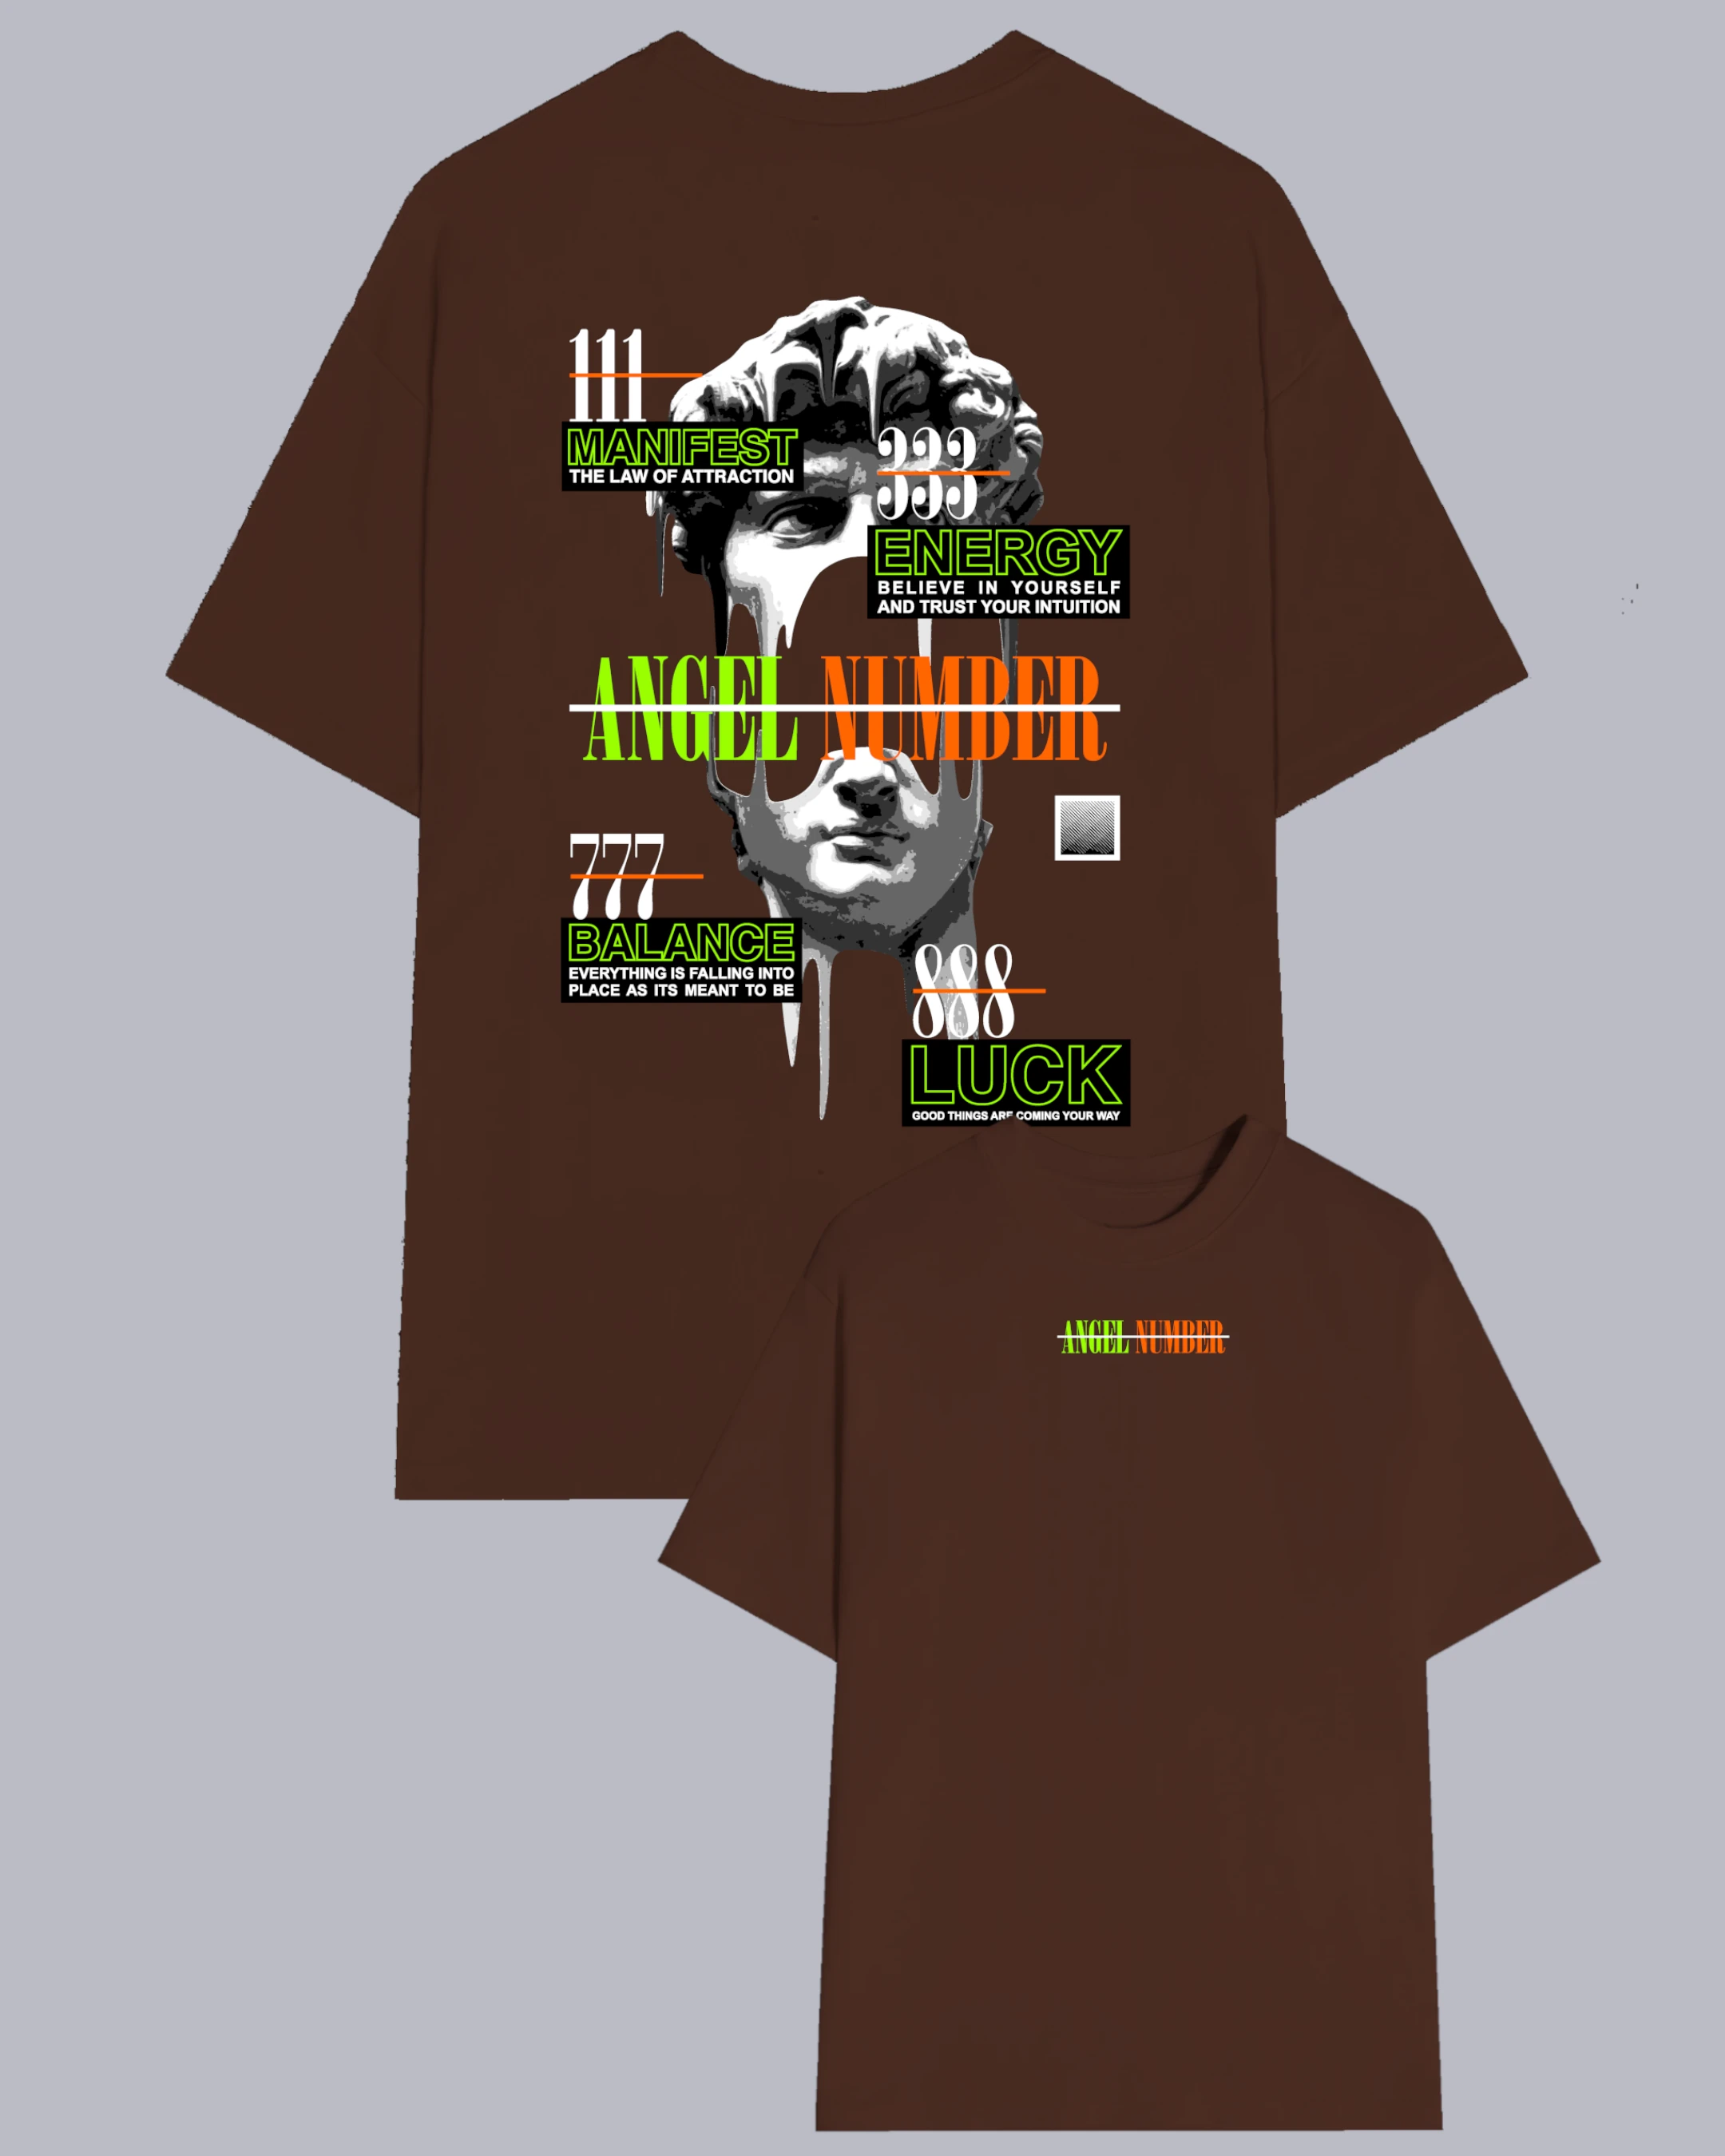 111
MANIFEST
THE LAW OF ATTRACTION
333
ENERGY
BELIEVE IN YOURSELF
AND TRUST YOUR INTUITION
ANGEL NUMBER
777
BALANCE
EVERYTHING IS FALLING INTO
PLACE AS ITS MEANT TO BE
888
LUCK
GOOD THINGS ARE COMING YOUR WAY
ANGEL NUMBER